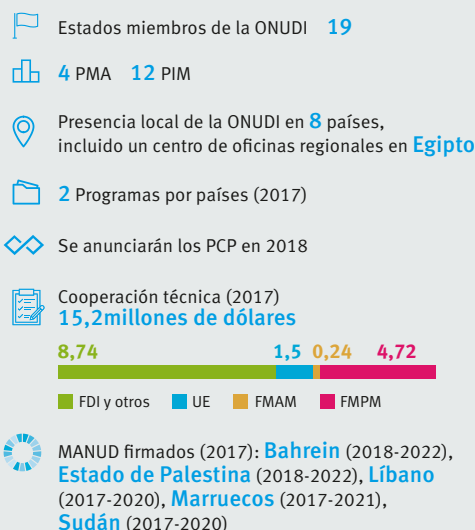 Estados miembros de la ONUDI 19
4 PMA 12 PIM
Presencia local de la ONUDI en 8 países,
incluido un centro de oficinas regionales en Egipto
2 Programas por países (2017)
Se anunciarán los PCP en 2018
Cooperación técnica (2017)
15,2millones de dólares
8,74 1,5 0,24 4,72
FDI y otros UE FMAM FMPM
MANUD firmados (2017): Bahrein (2018-2022),
Estado de Palestina (2018-2022), Líbano
(2017-2020), Marruecos (2017-2021),
Sudán (2017-2020)